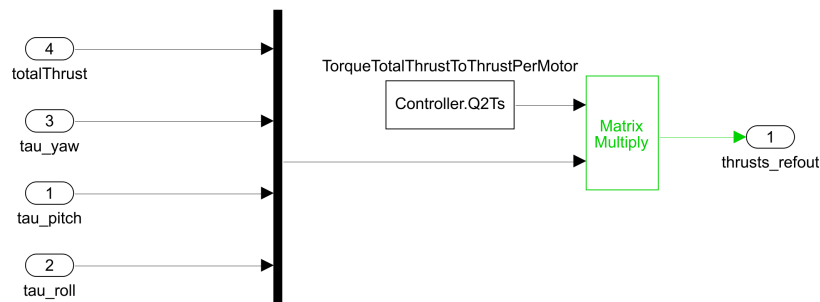 4
totalThrust
3
tau_yaw
1
tau_pitch
2
tau_roll
TorqueTotalThrustToThrustPerMotor
Controller.Q2Ts
Matrix
Multiply
1
thrusts_refout